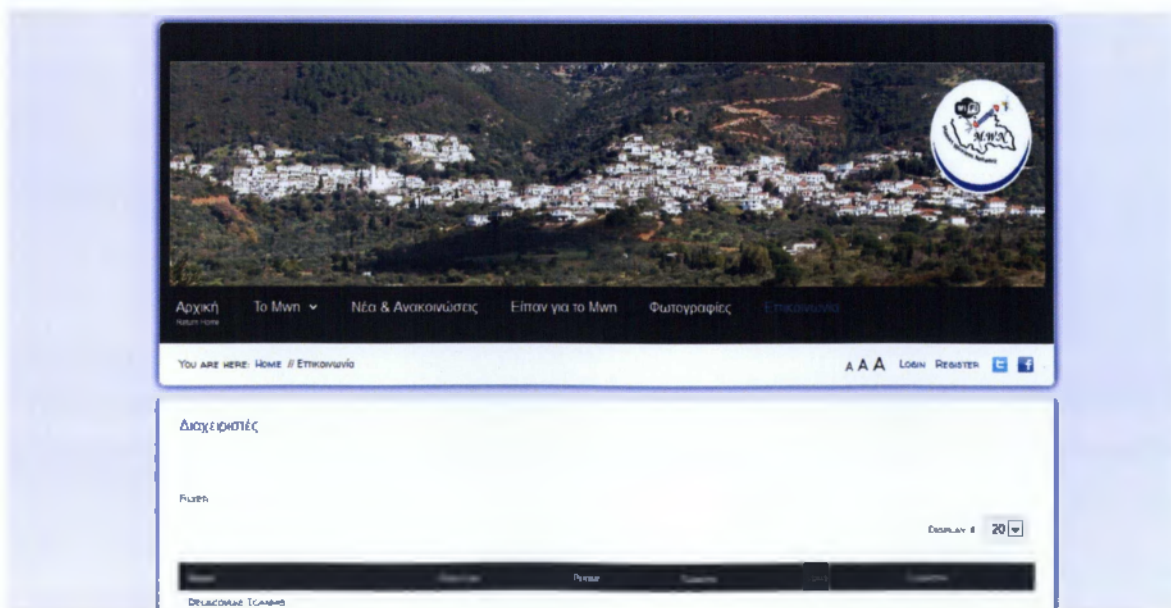 M.W.N
Αρχική
Return Home
Το Mwn
Νέα & Ανακοινώσεις
Είπαν για το Mwn
Φωτογραφίες
Επικοινωνία
You are here: Home // Επικοινωνία
A A A Login Register
Διαχειριστές
Filter
Display # 20